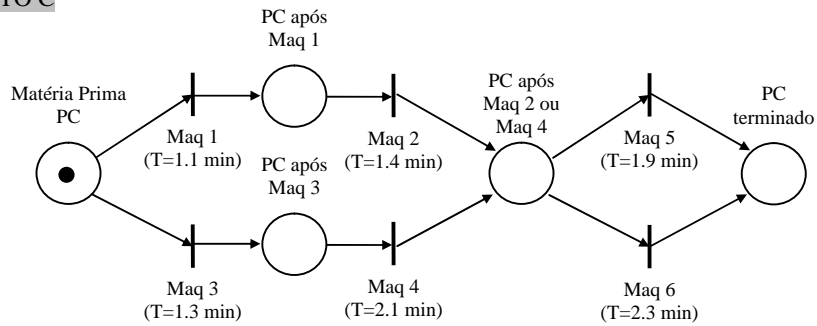 TO C
PC após
Maq 1
Matéria Prima
PC
Maq 1
(T=1.1 min)
Maq 2
(T=1.4 min)
PC após
Maq 2 ou
Maq 4
Maq 5
(T=1.9 min)
PC
terminado
PC após
Maq 3
Maq 3
(T=1.3 min)
Maq 4
(T=2.1 min)
Maq 6
(T=2.3 min)